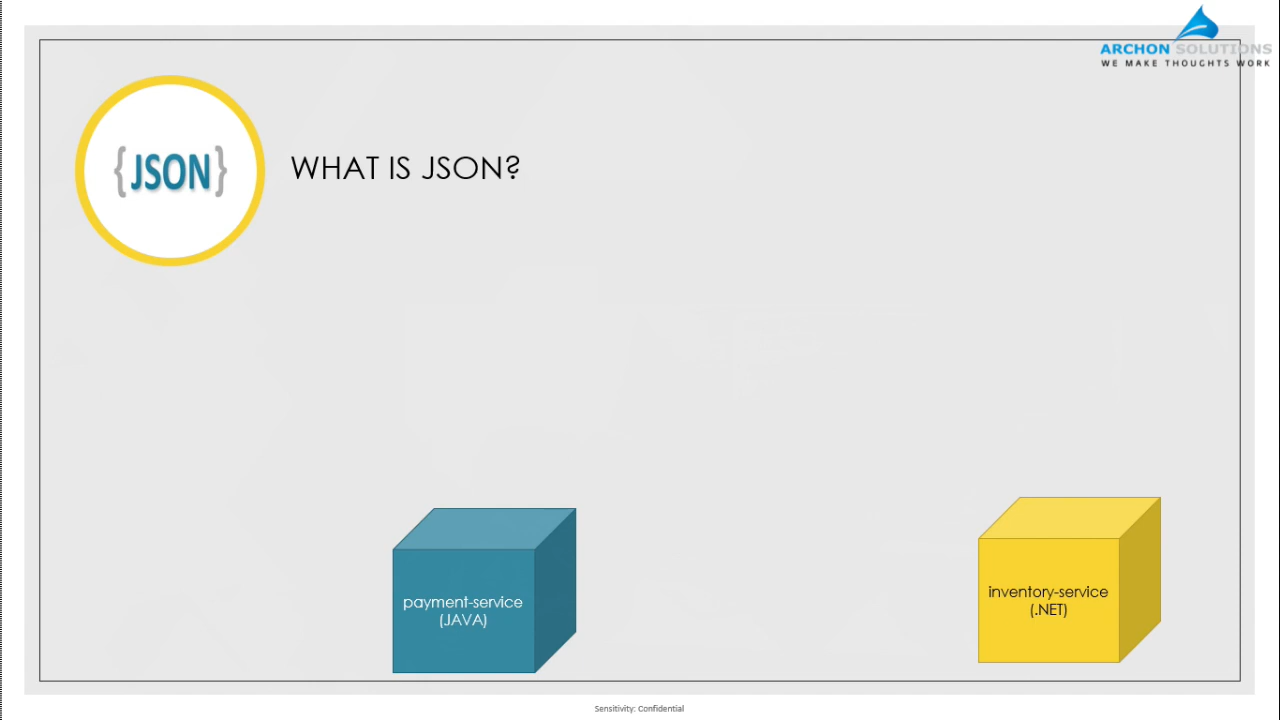 ARCHON SOLUTIONS
WE MAKE THOUGHTS WORK
{JSON}
WHAT IS JSON?
payment-service
(JAVA)
inventory-service
(.NET)
Sensitivity: Confidential